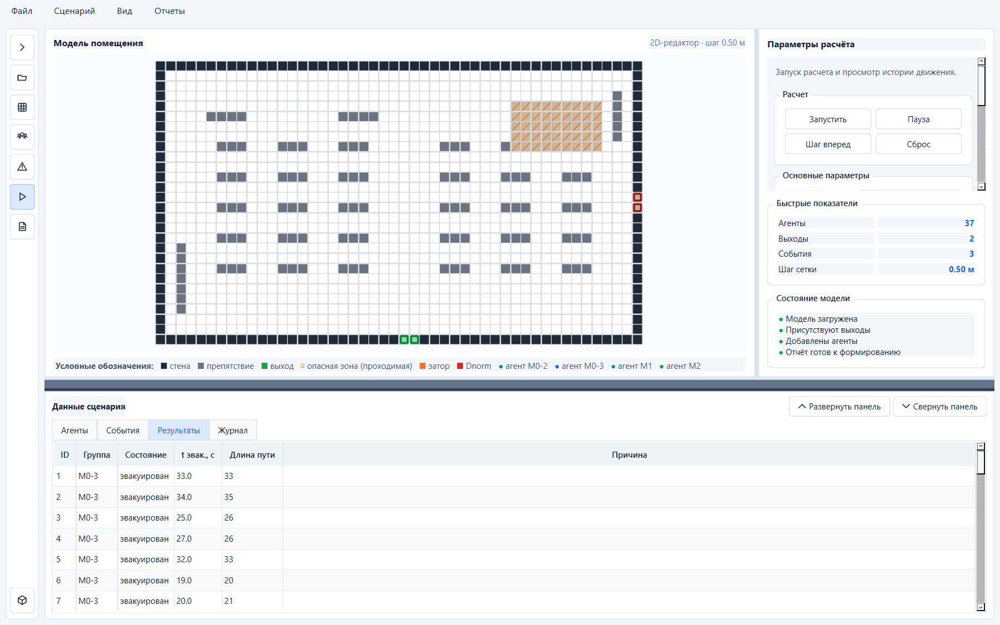 Файл Сценарий Вид Отчеты
Модель помещения
2D-редактор · шаг 0.50 м
Условные обозначения: стена препятствие выход опасная зона (проходимая) затор Dnorm агент М0-2 агент М0-3 агент М1 агент М2
Параметры расчёта
Запуск расчета и просмотр истории движения.
Расчет
Запустить Пауза
Шаг вперед Сброс
Основные параметры
Быстрые показатели
Агенты 37
Выходы 2
События 3
Шаг сетки 0.50 м
Состояние модели
● Модель загружена
● Присутствуют выходы
● Добавлены агенты
● Отчёт готов к формированию
Данные сценария
Развернуть панель Свернуть панель
Агенты События Результаты Журнал
ID Группа Состояние t эвак., с Длина пути Причина
1 М0-3 эвакуирован 33.0 33
2 М0-3 эвакуирован 34.0 35
3 М0-3 эвакуирован 25.0 26
4 М0-3 эвакуирован 27.0 26
5 М0-3 эвакуирован 32.0 33
6 М0-3 эвакуирован 19.0 20
7 М0-3 эвакуирован 20.0 21